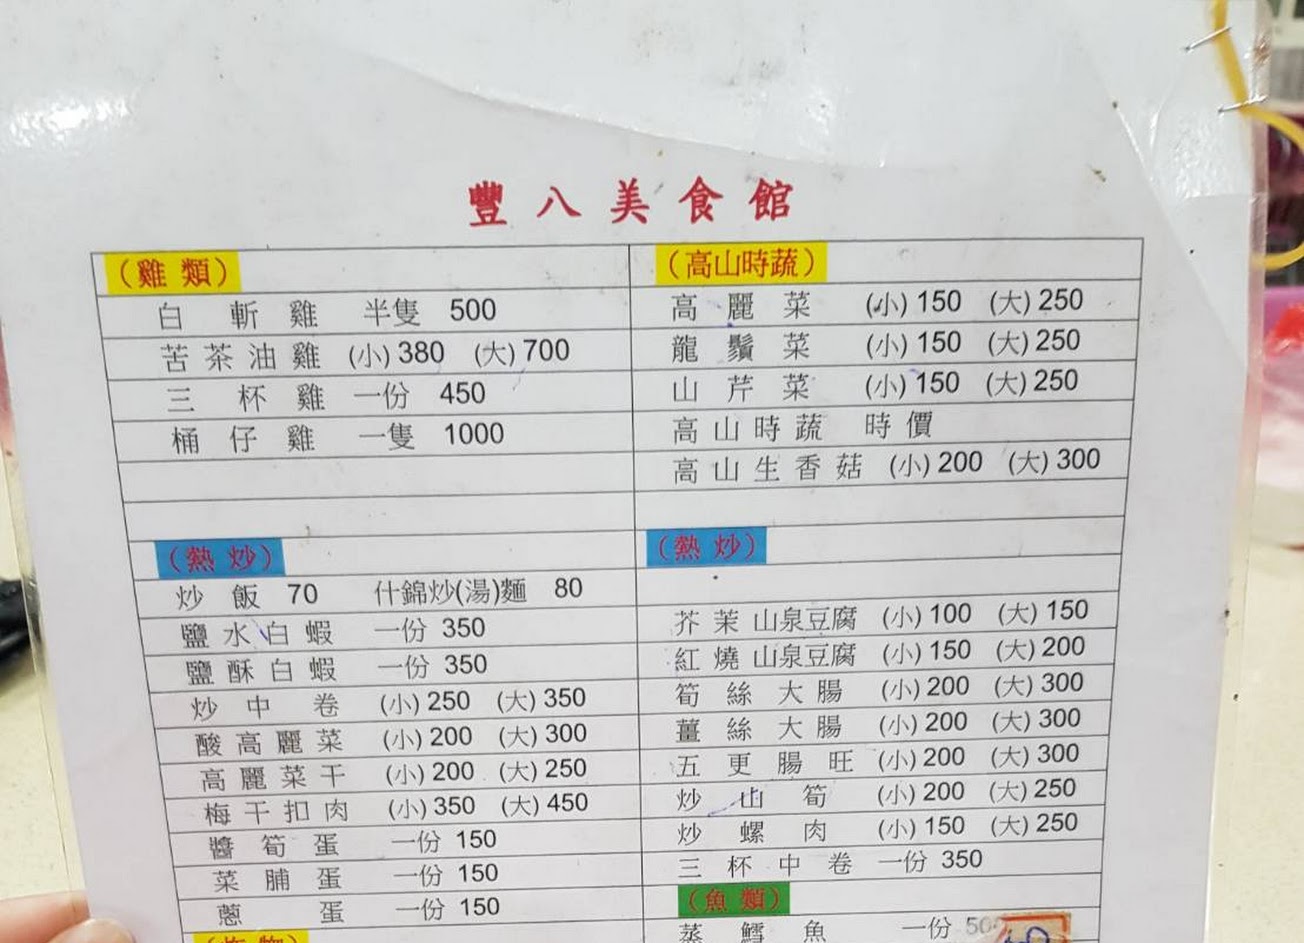 豐八美食館
（雞 類）
白 斬 雞 半隻 500
苦 茶 油 雞 (小) 380 (大) 700
三 杯 雞 一份 450
桶 仔 雞 一隻 1000
（熱 炒）
炒 飯 70 什錦炒(湯)麵 80
鹽 水 白 蝦 一份 350
鹽 酥 白 蝦 一份 350
炒 中 卷 (小) 250 (大) 350
酸 高 麗 菜 (小) 200 (大) 300
高 麗 菜 干 (小) 200 (大) 250
梅 干 扣 肉 (小) 350 (大) 450
醬 筍 蛋 一份 150
菜 脯 蛋 一份 150
蔥 蛋 一份 150
（高山時蔬）
高 麗 菜 (小) 150 (大) 250
龍 鬚 菜 (小) 150 (大) 250
山 芹 菜 (小) 150 (大) 250
高 山 時 蔬 時 價
高 山 生 香 菇 (小) 200 (大) 300
（熱 炒）
芥 茉 山泉豆腐 (小) 100 (大) 150
紅 燒 山泉豆腐 (小) 150 (大) 200
筍 絲 大 腸 (小) 200 (大) 300
薑 絲 大 腸 (小) 200 (大) 300
五 更 腸 旺 (小) 200 (大) 300
炒 山 筍 (小) 200 (大) 250
炒 螺 肉 (小) 150 (大) 250
三 杯 中 卷 一份 350
（魚 類）
蒸 鱈 魚 一份